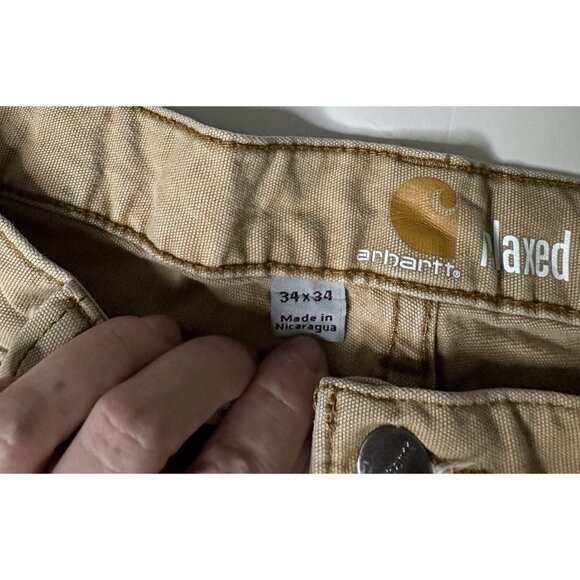 arhartt®
laxed
34 x 34
Made in
Nicaragua